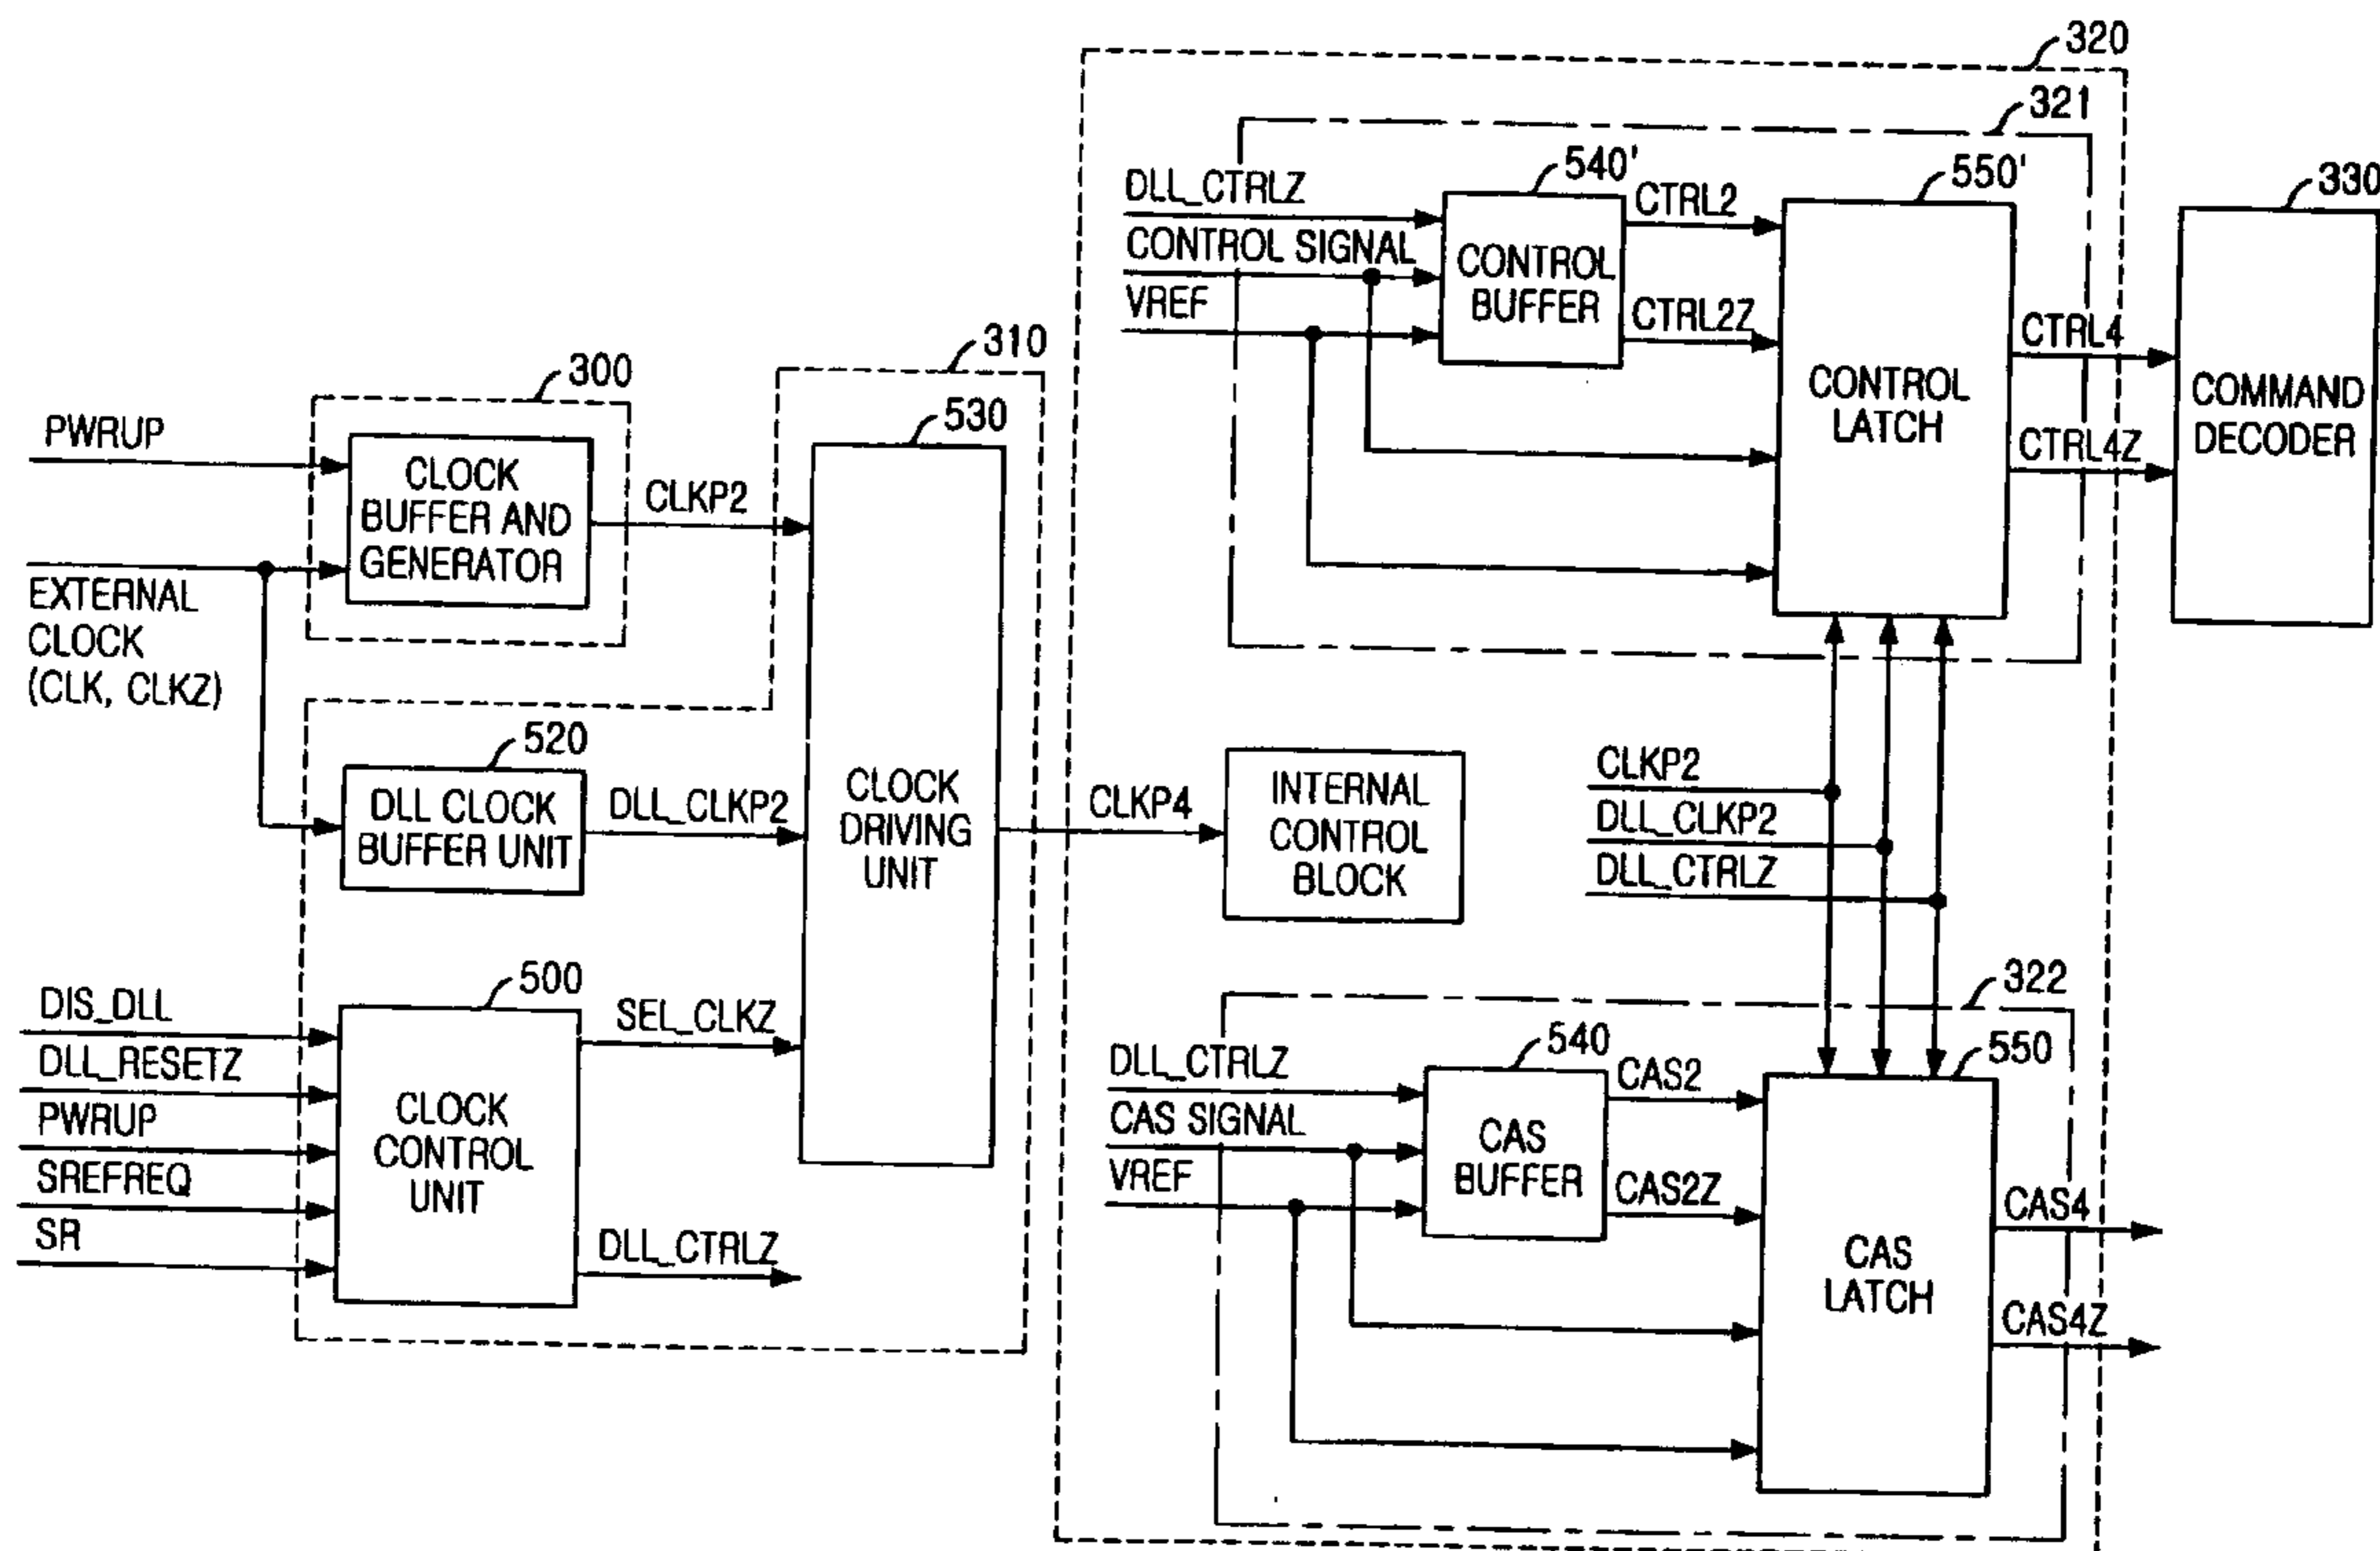 320
321
DLL_CTRLZ
540'
CTRL2
550'
330
CONTROL SIGNAL
CONTROL
BUFFER
VREF
CTRL2Z
CONTROL
LATCH
CTRL4
CTRL4Z
COMMAND
DECODER
310
300
530
PWRUP
CLOCK
BUFFER AND
GENERATOR
CLKP2
EXTERNAL
CLOCK
(CLK, CLKZ)
520
DLL CLOCK
BUFFER UNIT
DLL_CLKP2
CLOCK
DRIVING
UNIT
CLKP4
INTERNAL
CONTROL
BLOCK
CLKP2
DLL_CLKP2
DLL_CTRLZ
500
DIS_DLL
DLL_RESETZ
PWRUP
SREFREQ
SR
CLOCK
CONTROL
UNIT
SEL_CLKZ
DLL_CTRLZ
322
DLL_CTRLZ
540
CAS2
550
CAS SIGNAL
CAS
BUFFER
VREF
CAS2Z
CAS
LATCH
CAS4
CAS4Z